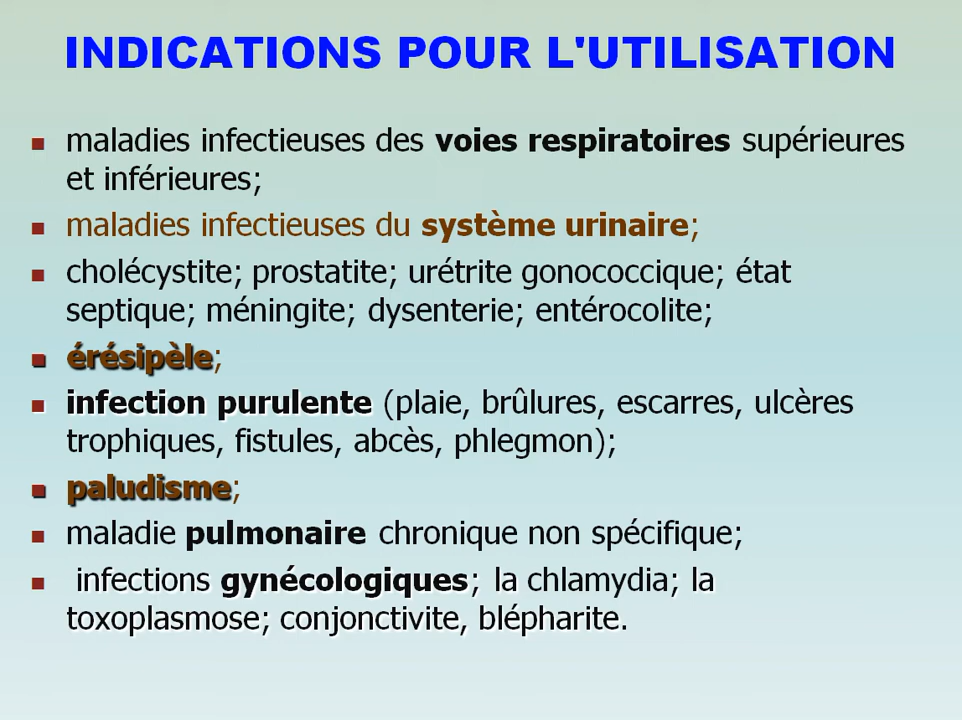 INDICATIONS POUR L'UTILISATION
maladies infectieuses des voies respiratoires supérieures
et inférieures;
maladies infectieuses du système urinaire;
cholécystite; prostatite; urétrite gonococcique; état
septique; méningite; dysenterie; entérocolite;
érésipèle;
infection purulente (plaie, brûlures, escarres, ulcères
trophiques, fistules, abcès, phlegmon);
paludisme;
maladie pulmonaire chronique non spécifique;
infections gynécologiques; la chlamydia; la
toxoplasmose; conjonctivite, blépharite.